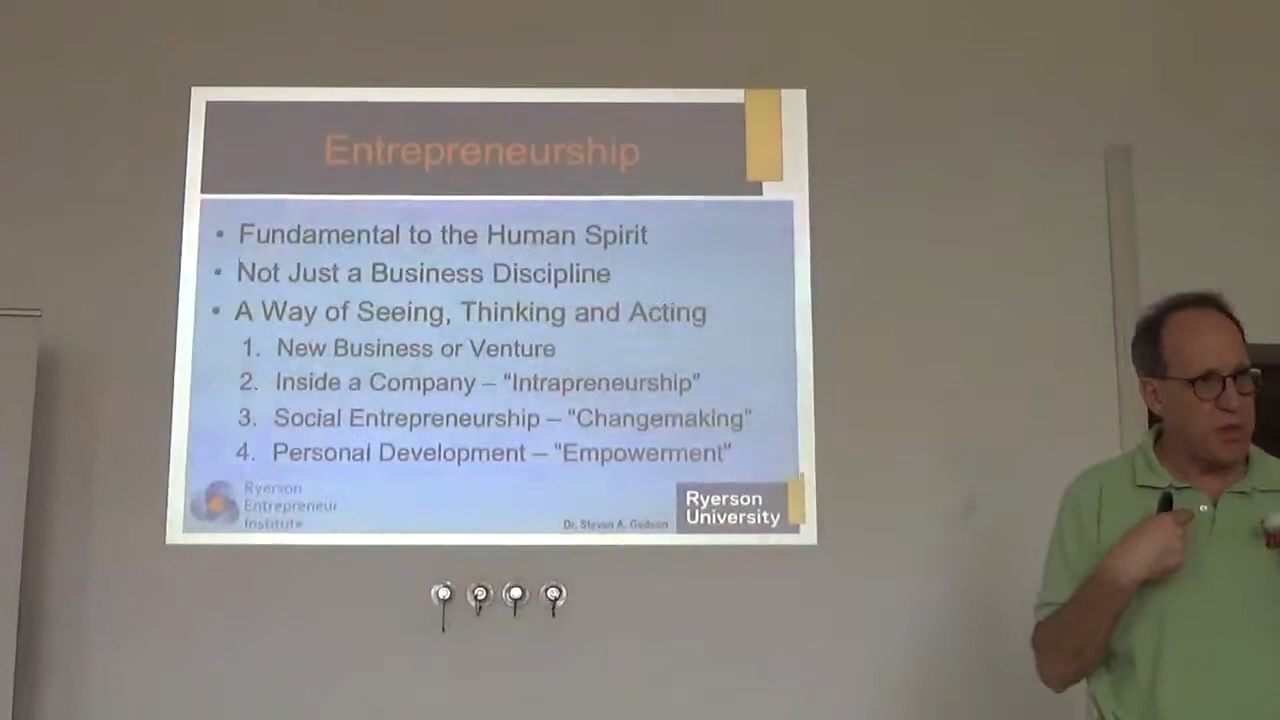 Entrepreneurship
• Fundamental to the Human Spirit
• Not Just a Business Discipline
• A Way of Seeing, Thinking and Acting
1. New Business or Venture
2. Inside a Company – "Intrapreneurship"
3. Social Entrepreneurship – "Changemaking"
4. Personal Development – "Empowerment"
Ryerson
Entrepreneur
Institute
Dr. Steven A.
Ryerson
University